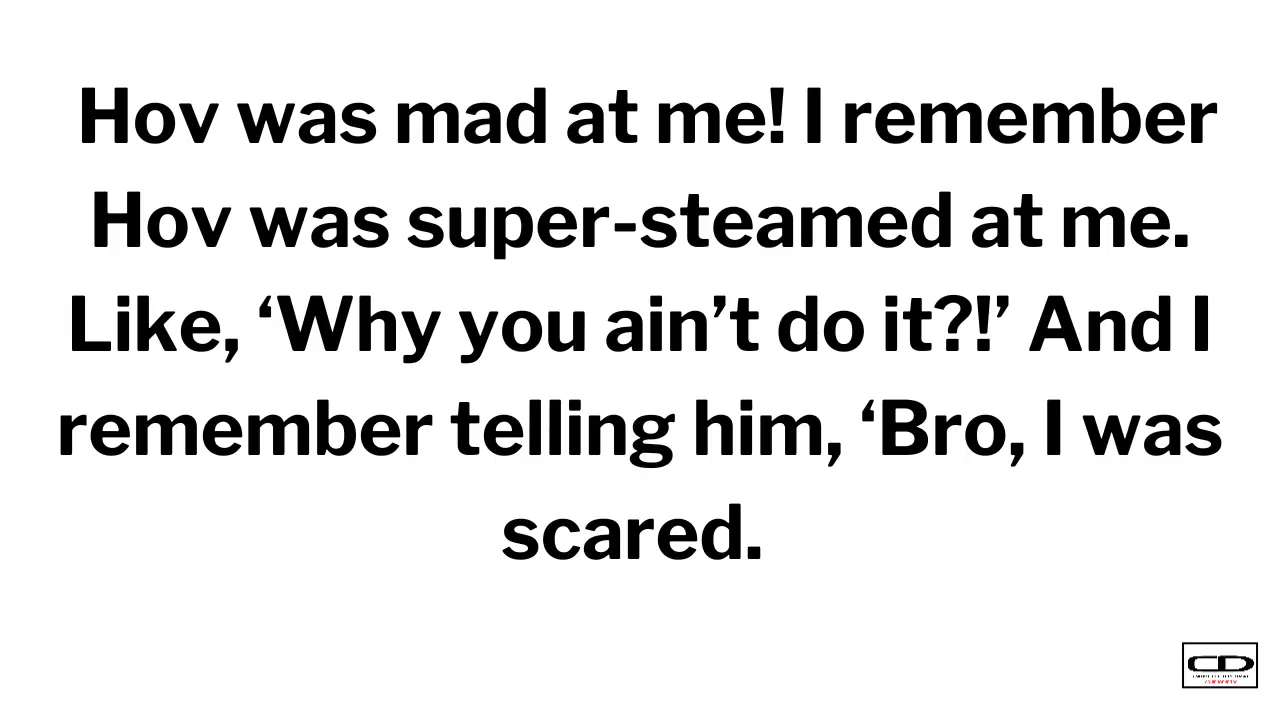 Hov was mad at me! I remember
Hov was super-steamed at me.
Like, ‘Why you ain’t do it?!’ And I
remember telling him, ‘Bro, I was
scared.
CD